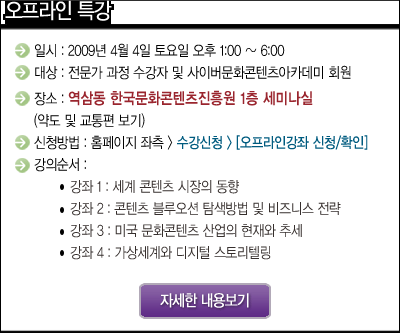 오프라인 특강
일시 : 2009년 4월 4일 토요일 오후 1:00 ~ 6:00
대상 : 전문가 과정 수강자 및 사이버문화콘텐츠아카데미 회원
장소 : 역삼동 한국문화콘텐츠진흥원 1층 세미나실
(약도 및 교통편 보기)
신청방법 : 홈페이지 좌측 > 수강신청 > [오프라인강좌 신청/확인]
강의순서 :
• 강좌 1 : 세계 콘텐츠 시장의 동향
• 강좌 2 : 콘텐츠 블루오션 탐색방법 및 비즈니스 전략
• 강좌 3 : 미국 문화콘텐츠 산업의 현재와 추세
• 강좌 4 : 가상세계와 디지털 스토리텔링
자세한 내용보기